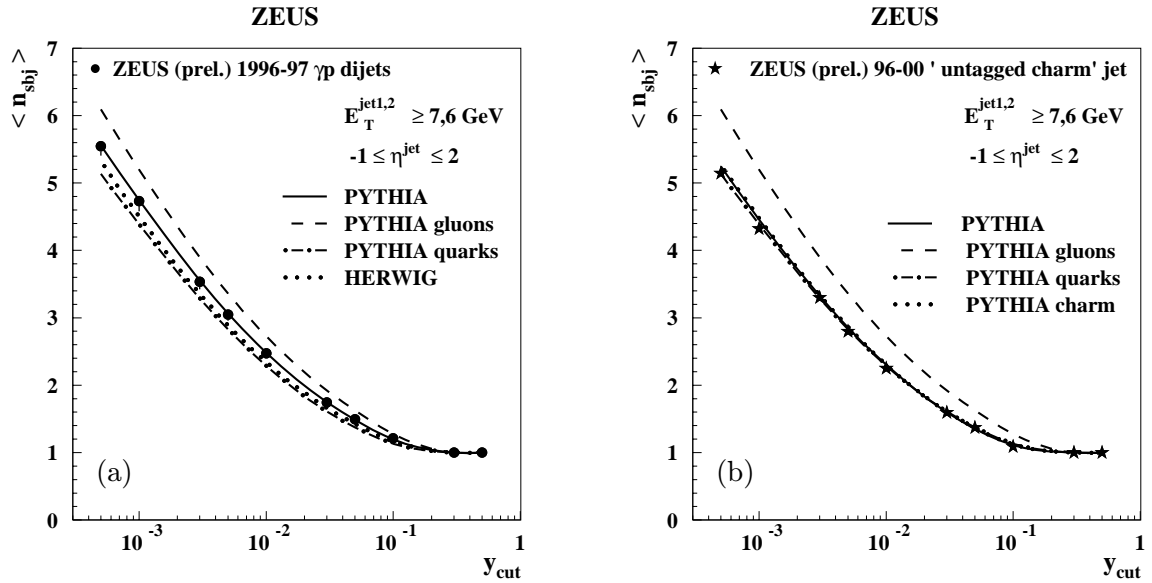 ZEUS
< n_sbj >
7
6
5
4
3
2
1
0
ZEUS (prel.) 1996-97 γp dijets
E_T^jet1,2 ≥ 7,6 GeV
-1 ≤ η^jet ≤ 2
PYTHIA
PYTHIA gluons
PYTHIA quarks
HERWIG
(a)
10^-3 10^-2 10^-1 1
y_cut
ZEUS
< n_sbj >
7
6
5
4
3
2
1
0
ZEUS (prel.) 96-00 ' untagged charm' jet
E_T^jet1,2 ≥ 7,6 GeV
-1 ≤ η^jet ≤ 2
PYTHIA
PYTHIA gluons
PYTHIA quarks
PYTHIA charm
(b)
10^-3 10^-2 10^-1 1
y_cut